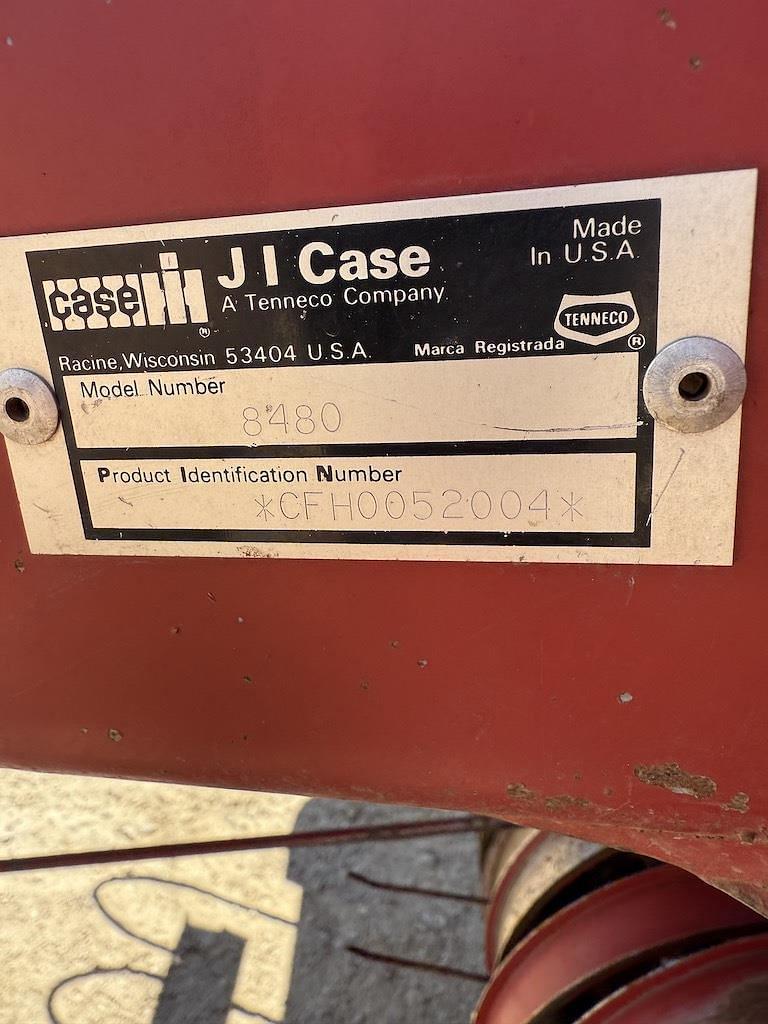 case IH ®
J I Case
A Tenneco Company
Made
In U.S.A.
TENNECO ®
Racine, Wisconsin 53404 U.S.A. Marca Registrada
Model Number
8480
Product Identification Number
*CFH0052004*